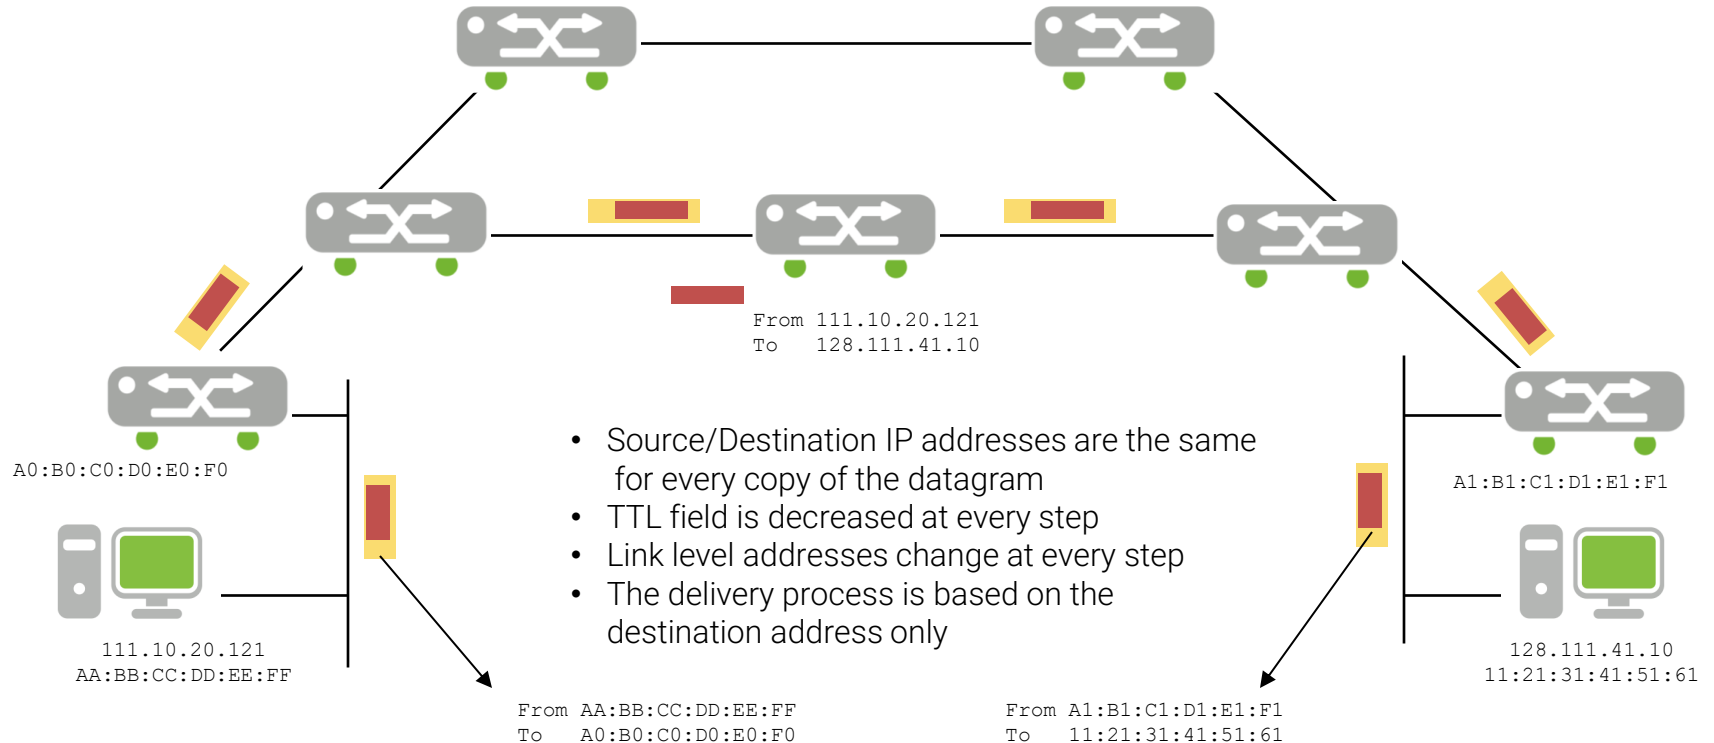 From 111.10.20.121
To 128.111.41.10
• Source/Destination IP addresses are the same
for every copy of the datagram
• TTL field is decreased at every step
• Link level addresses change at every step
• The delivery process is based on the
destination address only
A0:B0:C0:D0:E0:F0
111.10.20.121
AA:BB:CC:DD:EE:FF
From AA:BB:CC:DD:EE:FF
To A0:B0:C0:D0:E0:F0
A1:B1:C1:D1:E1:F1
128.111.41.10
11:21:31:41:51:61
From A1:B1:C1:D1:E1:F1
To 11:21:31:41:51:61